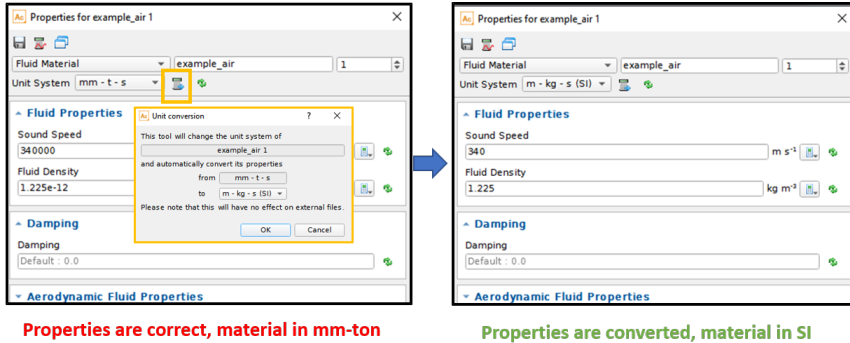 Ac Properties for example_air 1
Fluid Material example_air 1
Unit System mm - t - s
Fluid Properties
Sound Speed
340000
Fluid Density
1.225e-12
Damping
Damping
Default : 0.0
Aerodynamic Fluid Properties
Ac Unit conversion ?
This tool will change the unit system of
example_air 1
and automatically convert its properties
from mm - t - s
to m - kg - s (SI)
Please note that this will have no effect on external files.
OK Cancel
Properties are correct, material in mm-ton
Ac Properties for example_air 1
Fluid Material example_air 1
Unit System m - kg - s (SI)
Fluid Properties
Sound Speed
340 m s⁻¹
Fluid Density
1.225 kg m⁻³
Damping
Damping
Default : 0.0
Aerodynamic Fluid Properties
Properties are converted, material in SI